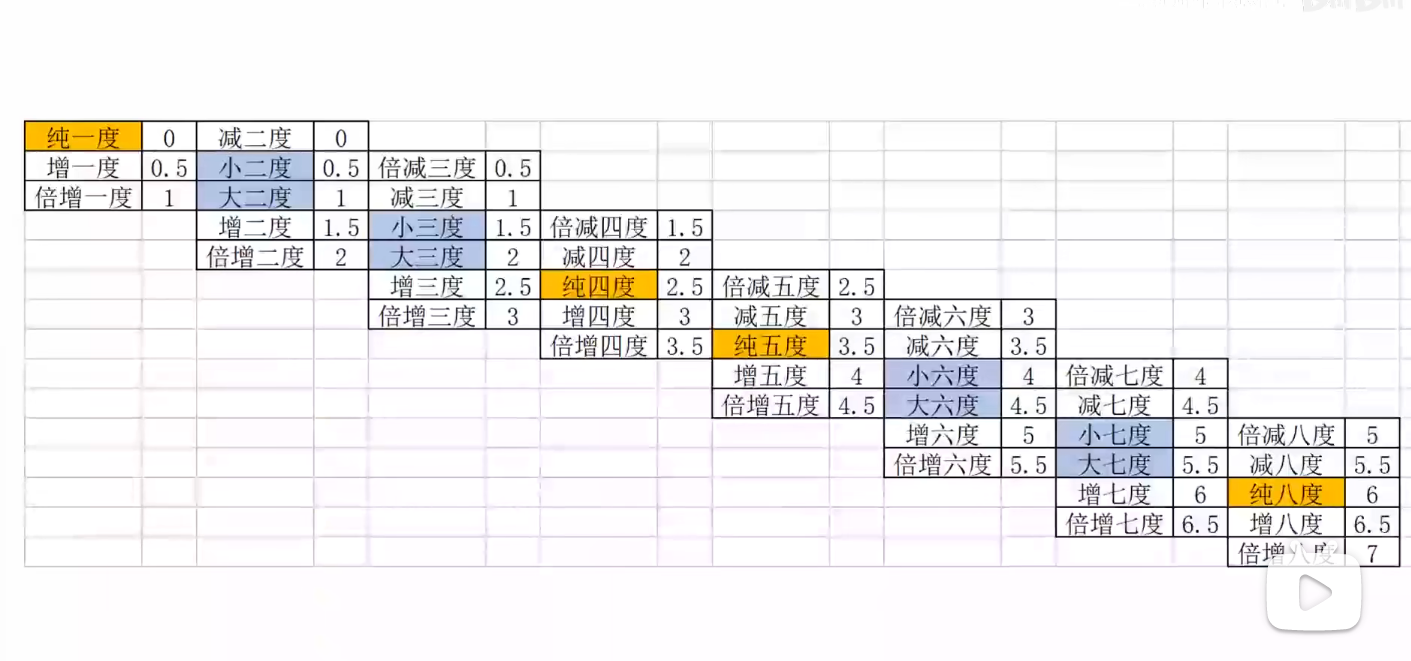 纯一度 0 减二度 0
增一度 0.5 小二度 0.5 倍减三度 0.5
倍增一度 1 大二度 1 减三度 1
增二度 1.5 小三度 1.5 倍减四度 1.5
倍增二度 2 大三度 2 减四度 2
增三度 2.5 纯四度 2.5 倍减五度 2.5
倍增三度 3 增四度 3 减五度 3 倍减六度 3
倍增四度 3.5 纯五度 3.5 减六度 3.5
增五度 4 小六度 4 倍减七度 4
倍增五度 4.5 大六度 4.5 减七度 4.5
增六度 5 小七度 5 倍减八度 5
倍增六度 5.5 大七度 5.5 减八度 5.5
增七度 6 纯八度 6
倍增七度 6.5 增八度 6.5
倍增八度 7